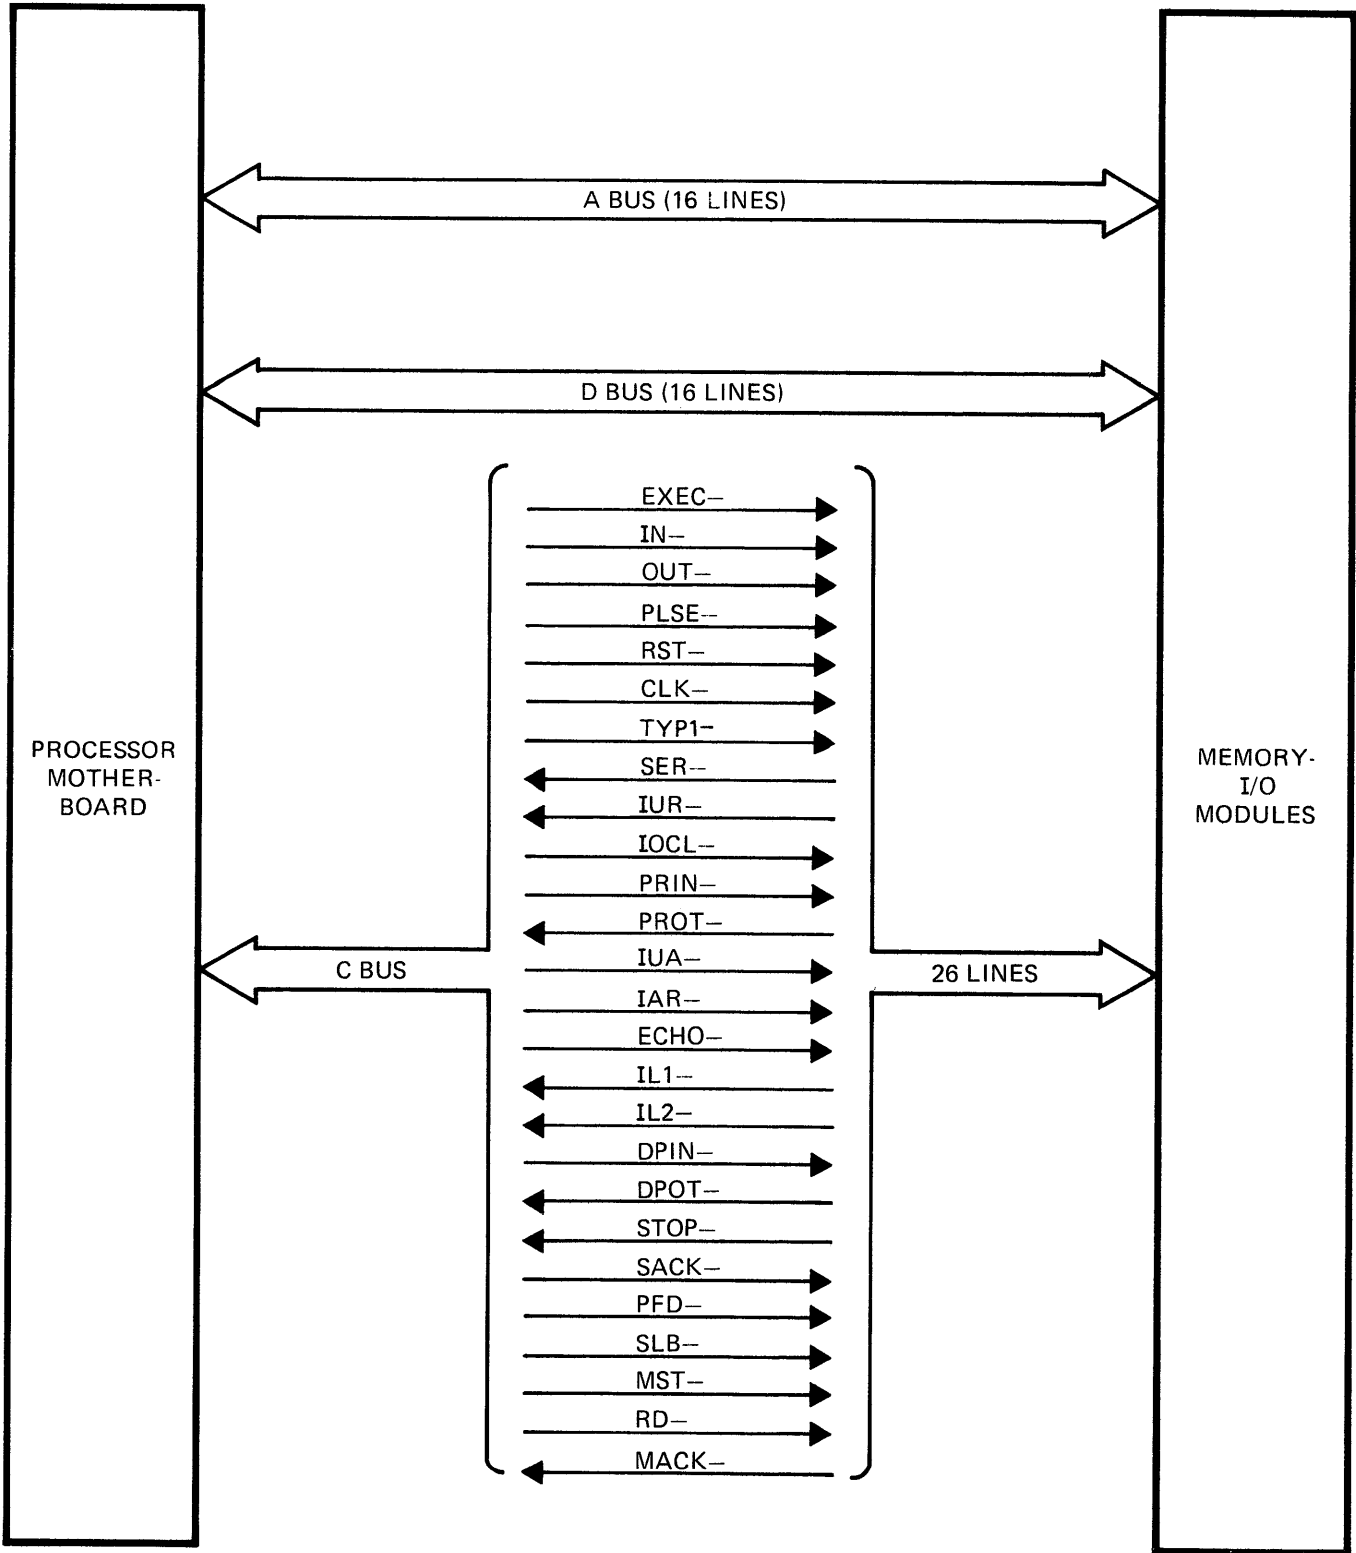 A BUS (16 LINES)
D BUS (16 LINES)
EXEC–
IN–
OUT–
PLSE–
RST–
CLK–
TYP1–
SER–
IUR–
IOCL–
PRIN–
PROT–
IUA–
IAR–
ECHO–
IL1–
IL2–
DPIN–
DPOT–
STOP–
SACK–
PFD–
SLB–
MST–
RD–
MACK–
PROCESSOR
MOTHER-
BOARD
C BUS
26 LINES
MEMORY-
I/O
MODULES